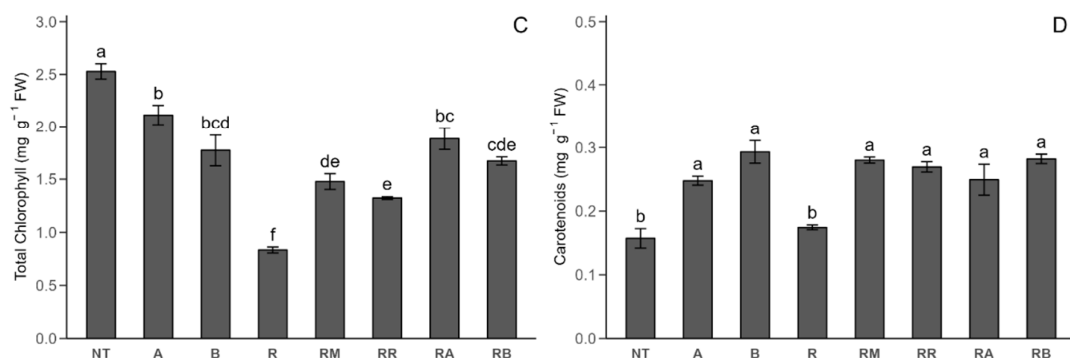 C
Total Chlorophyll (mg g⁻¹ FW)
3.0
2.5
2.0
1.5
1.0
0.5
0.0
a
b
bcd
f
de
e
bc
cde
NT A B R RM RR RA RB
D
Carotenoids (mg g⁻¹ FW)
0.5
0.4
0.3
0.2
0.1
0.0
b
a
a
b
a
a
a
a
NT A B R RM RR RA RB